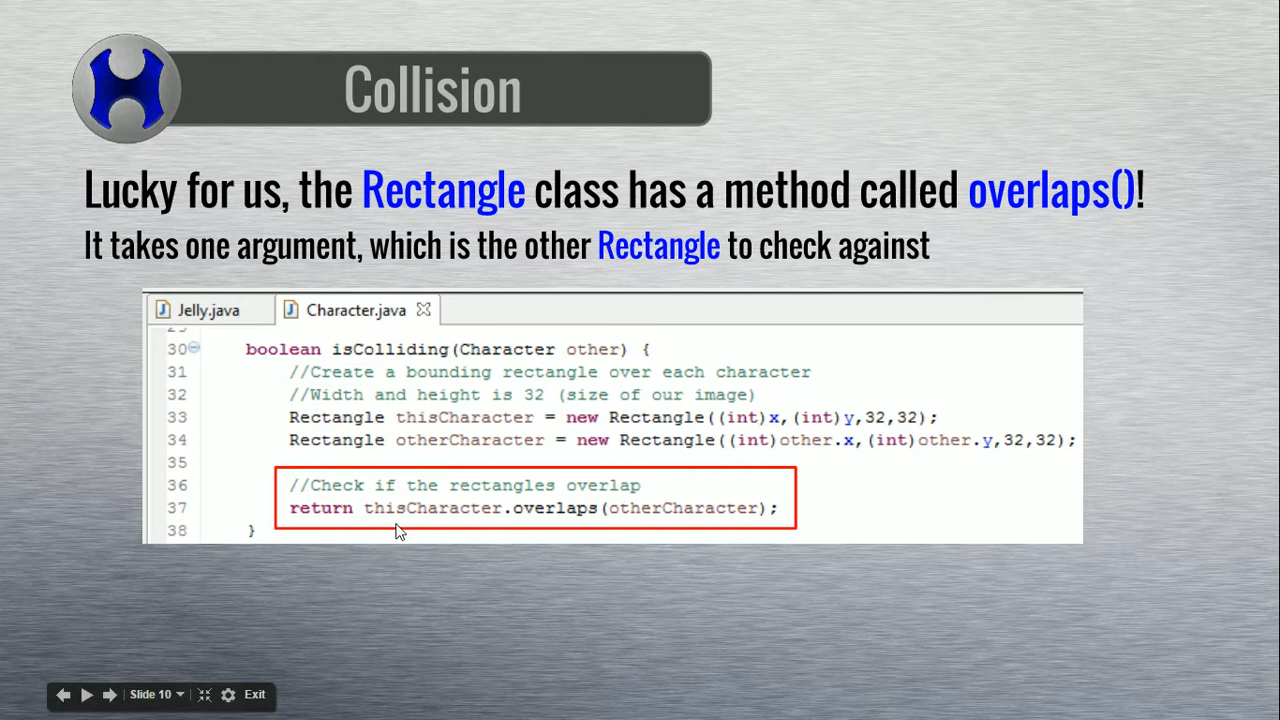 Collision
Lucky for us, the Rectangle class has a method called overlaps()!
It takes one argument, which is the other Rectangle to check against
Jelly.java Character.java
30 boolean isColliding(Character other) {
31 //Create a bounding rectangle over each character
32 //Width and height is 32 (size of our image)
33 Rectangle thisCharacter = new Rectangle((int)x,(int)y,32,32);
34 Rectangle otherCharacter = new Rectangle((int)other.x,(int)other.y,32,32);
35
36 //Check if the rectangles overlap
37 return thisCharacter.overlaps(otherCharacter);
38 }
Slide 10 Exit